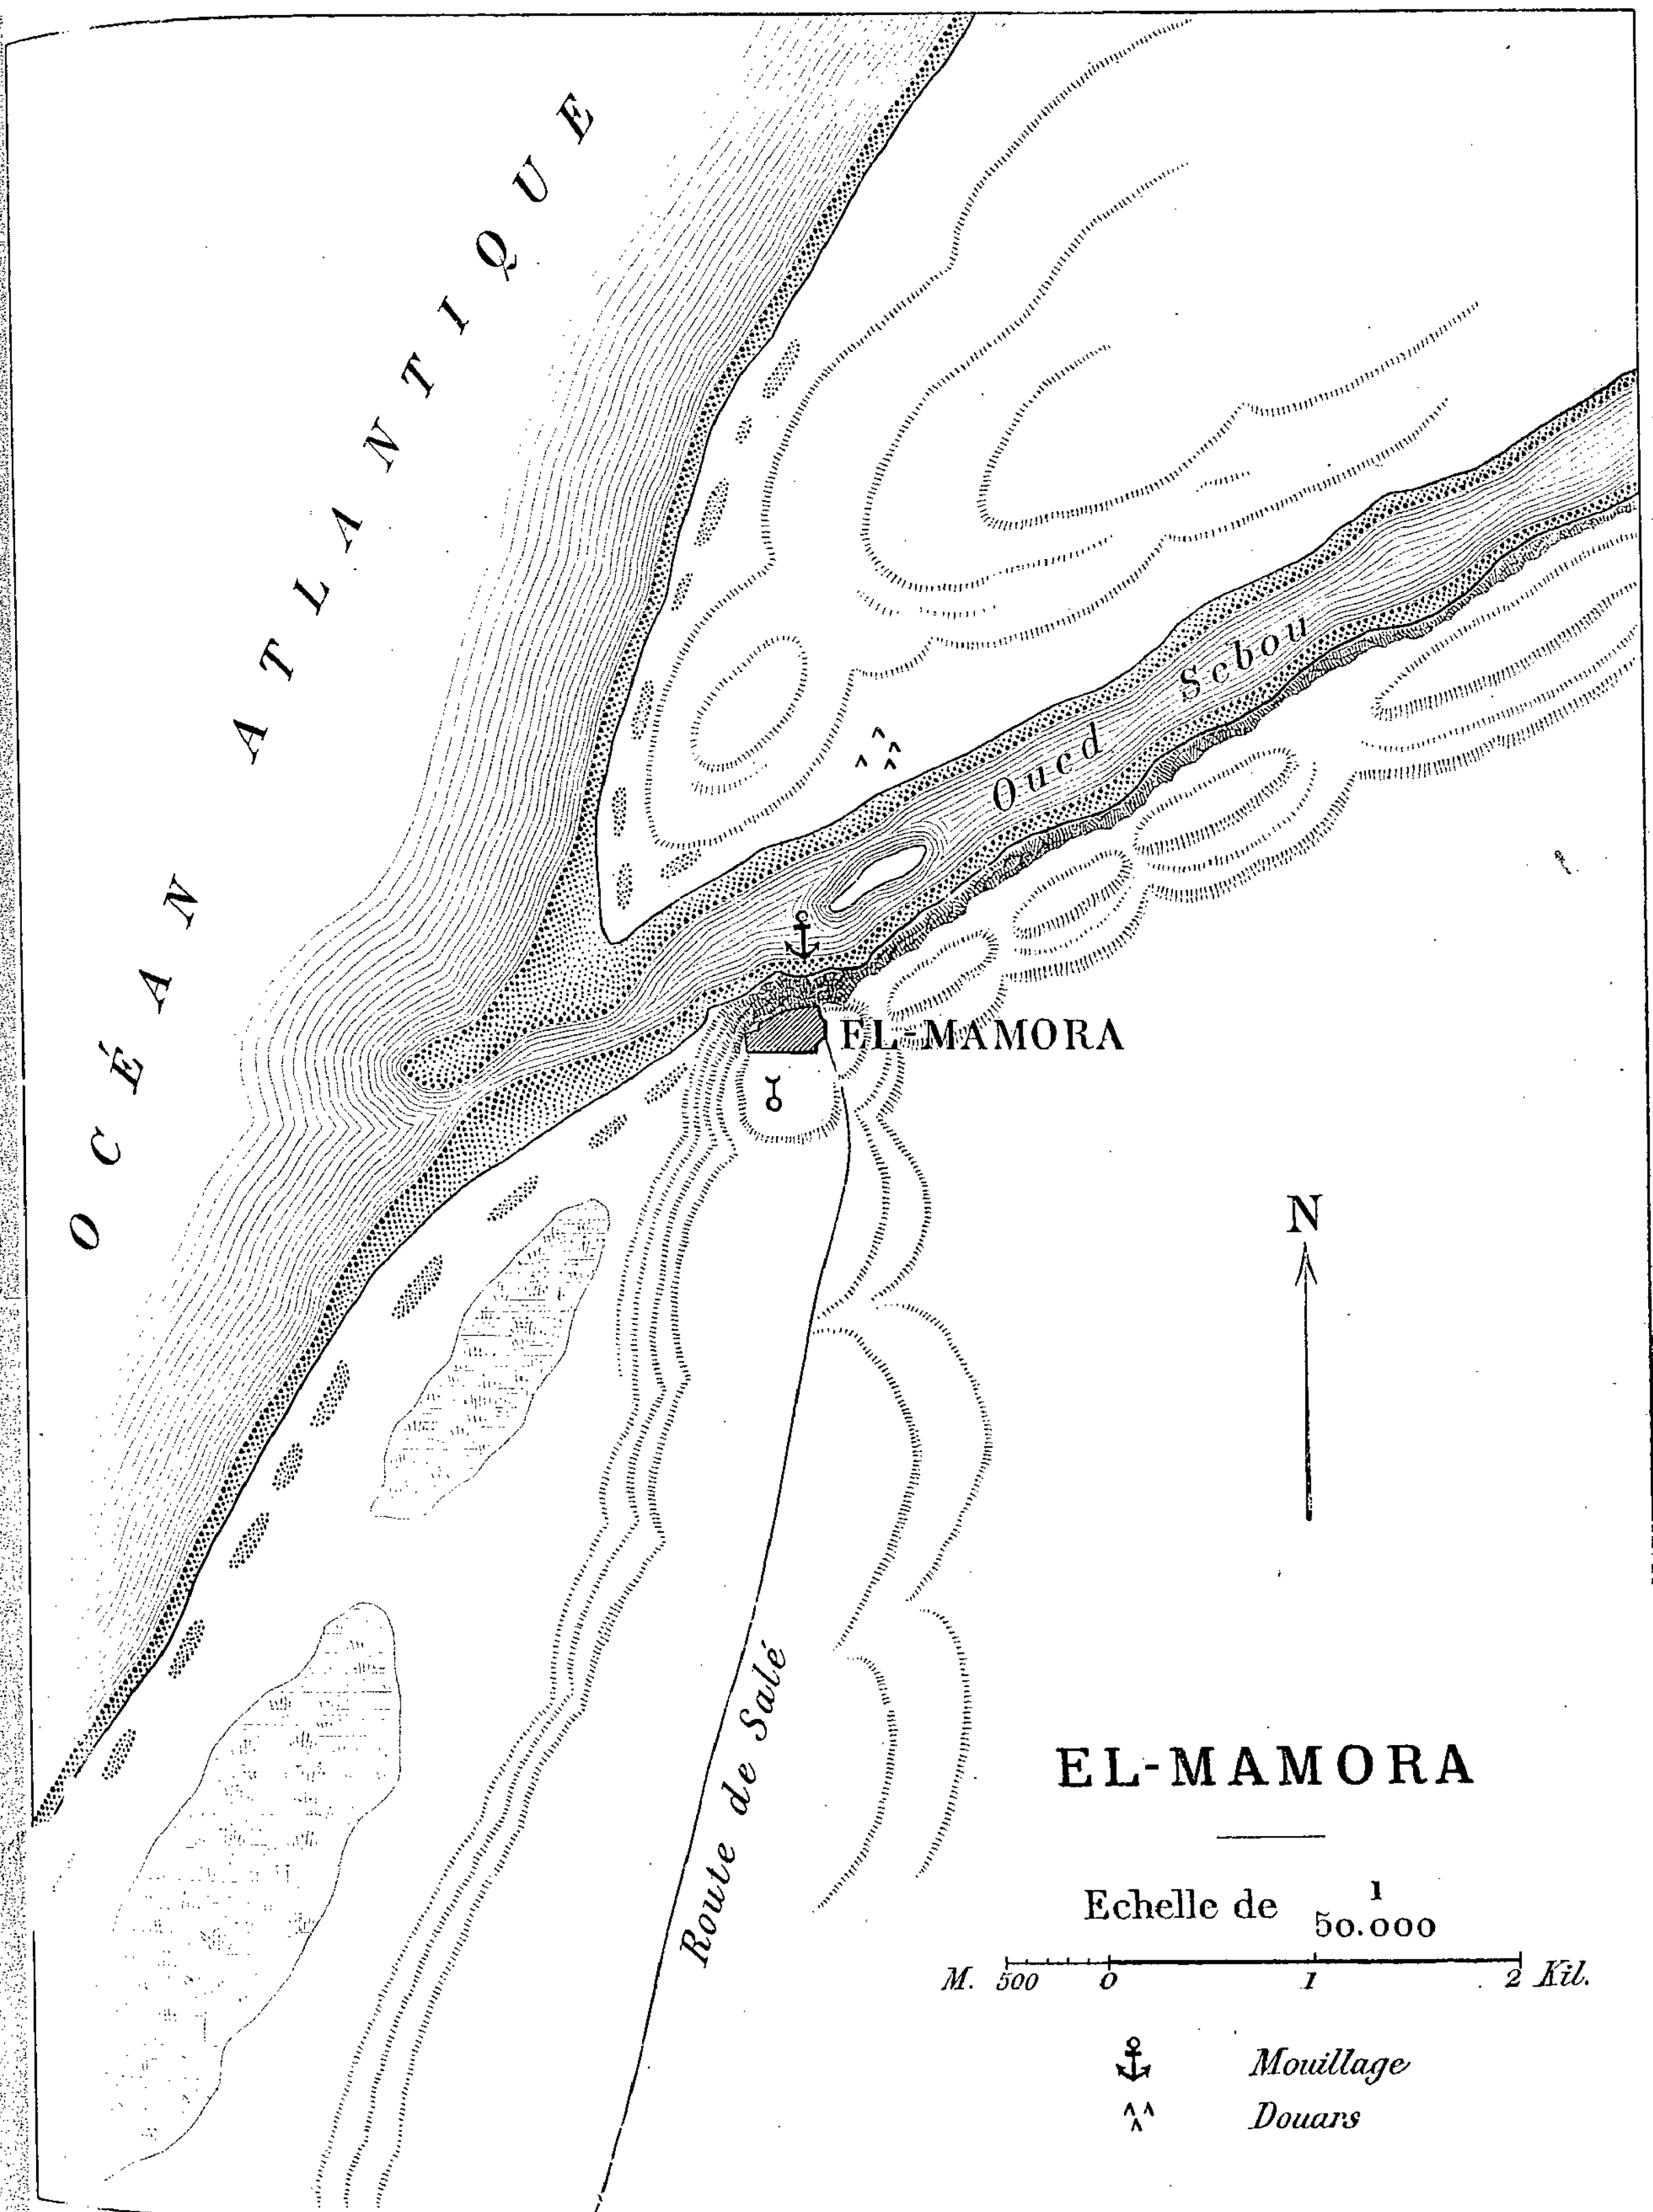 OCÉAN ATLANTIQUE
Oued Sebou
EL-MAMORA
N
Route de Salé
EL-MAMORA
Echelle de 1
50.000
M. 500 0 1 2 Kil.
Mouillage
Douars